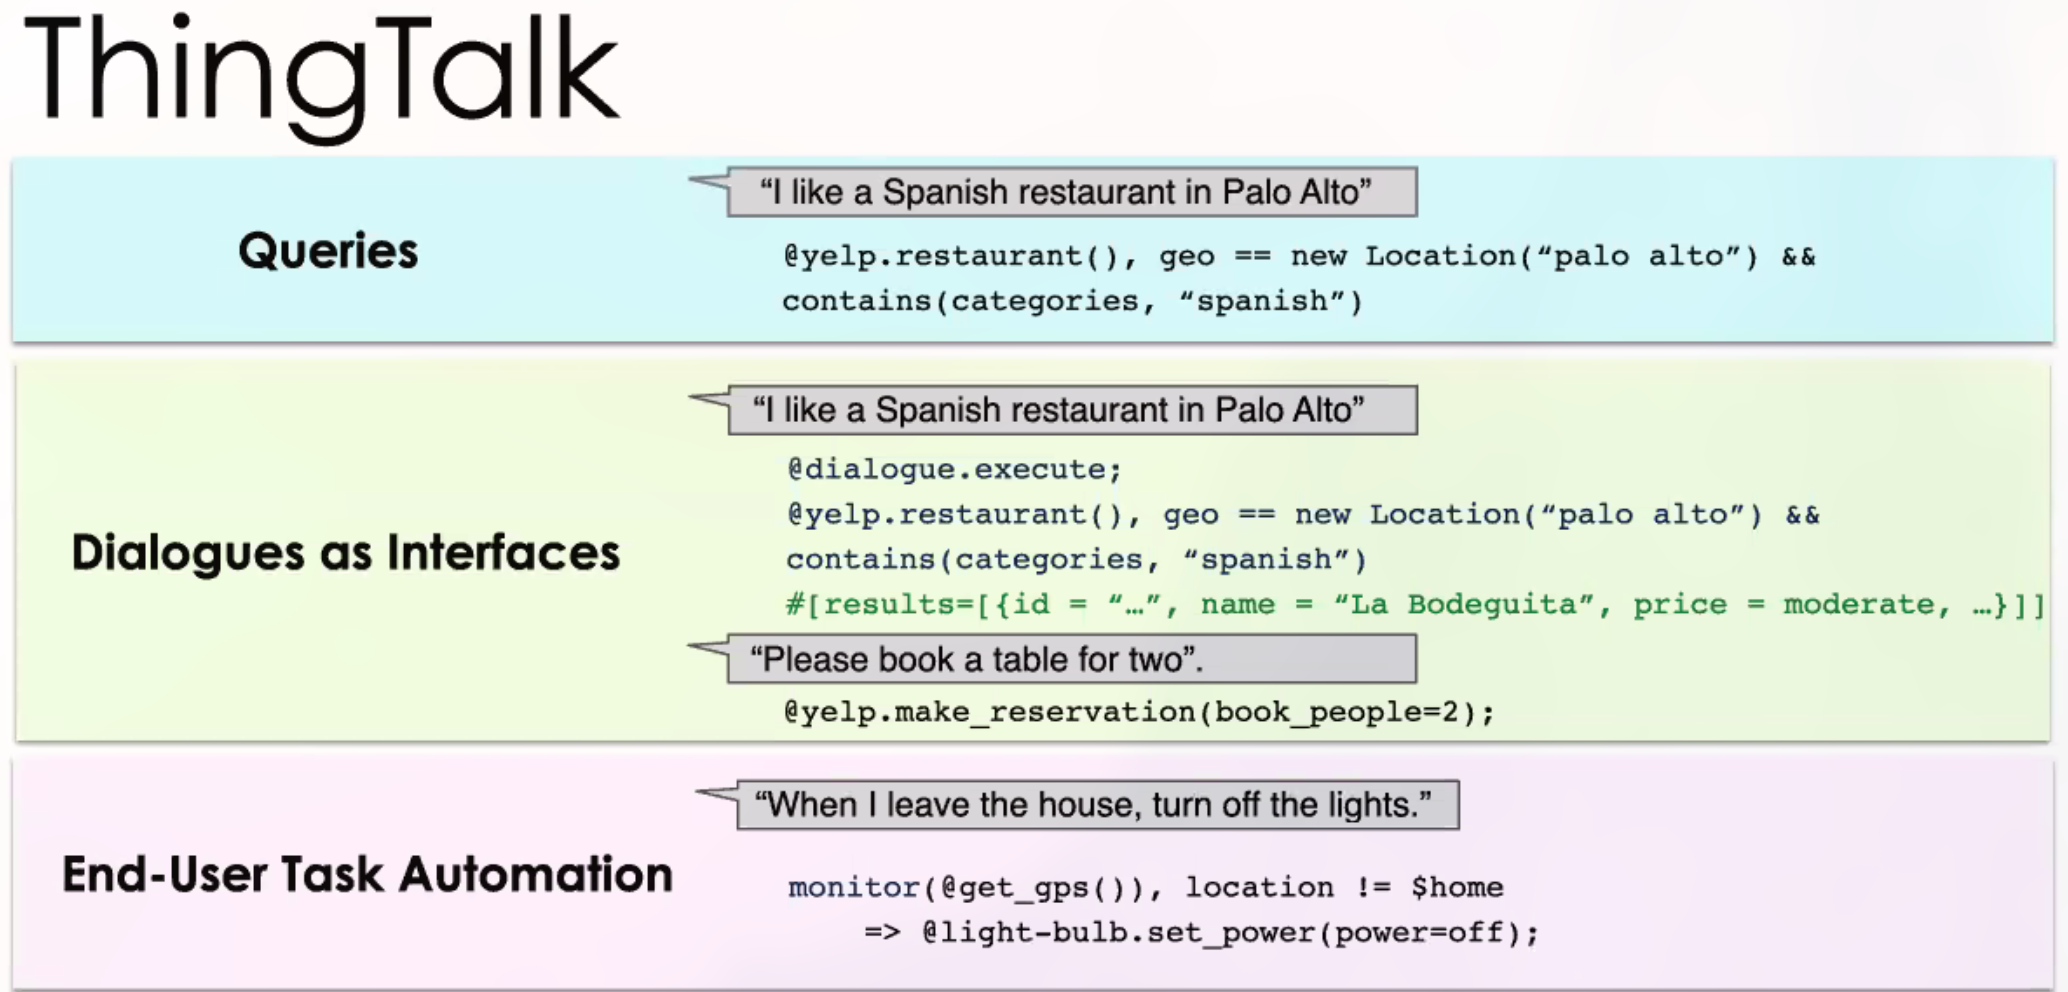 ThingTalk
Queries
“I like a Spanish restaurant in Palo Alto”
@yelp.restaurant(), geo == new Location(“palo alto”) &&
contains(categories, “spanish”)
Dialogues as Interfaces
“I like a Spanish restaurant in Palo Alto”
@dialogue.execute;
@yelp.restaurant(), geo == new Location(“palo alto”) &&
contains(categories, “spanish”)
#[results=[{id = “…”, name = “La Bodeguita”, price = moderate, …}]]
“Please book a table for two”.
@yelp.make_reservation(book_people=2);
End-User Task Automation
“When I leave the house, turn off the lights.”
monitor(@get_gps()), location != $home
=> @light-bulb.set_power(power=off);